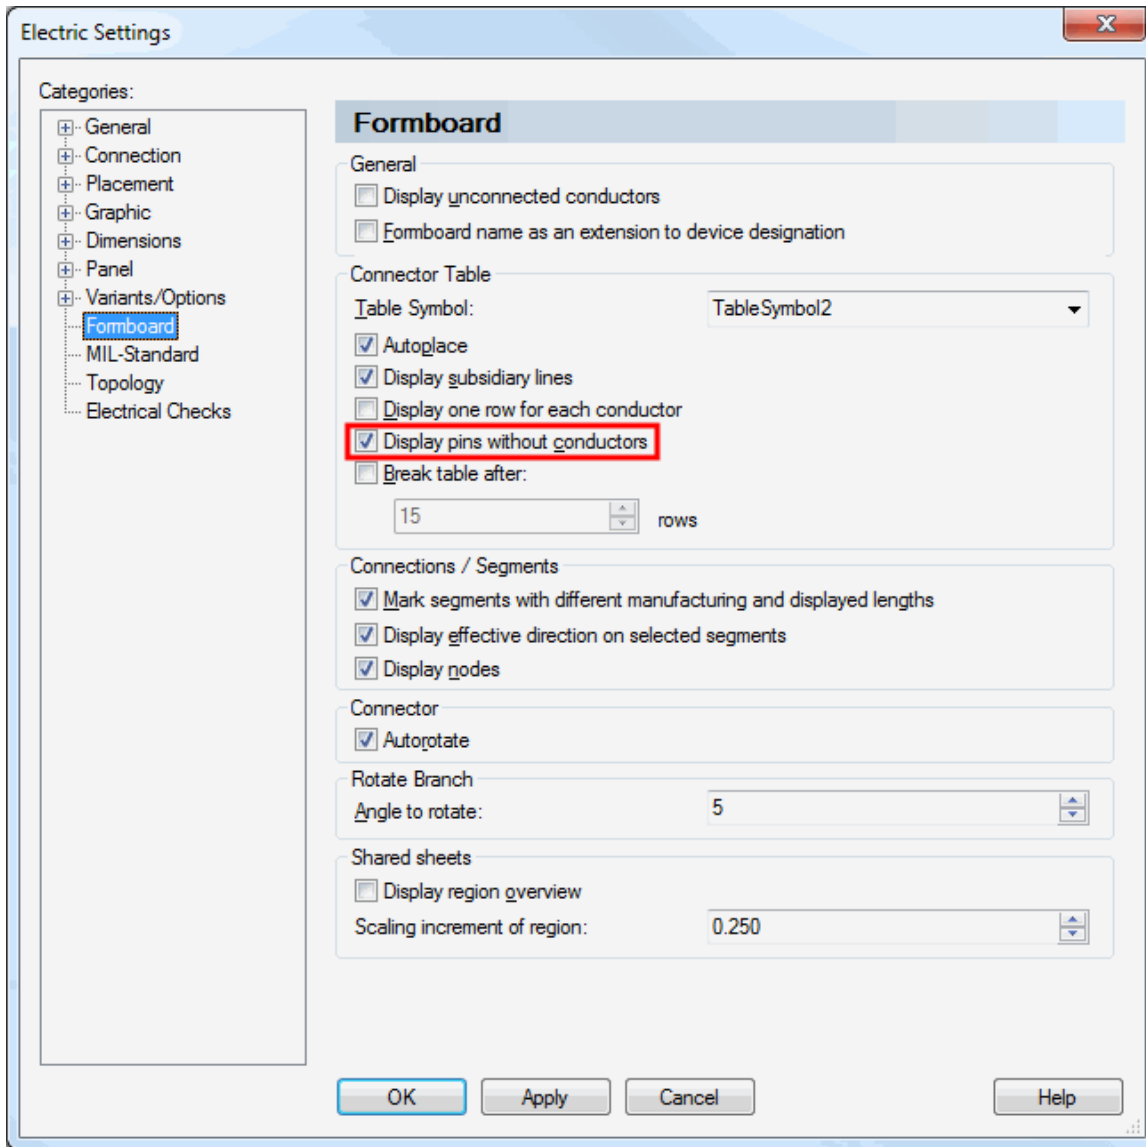 Electric Settings
Categories:
General
Connection
Placement
Graphic
Dimensions
Panel
Variants/Options
Formboard
MIL-Standard
Topology
Electrical Checks
Formboard
General
Display unconnected conductors
Formboard name as an extension to device designation
Connector Table
Table Symbol: TableSymbol2
Autoplace
Display subsidiary lines
Display one row for each conductor
Display pins without conductors
Break table after:
15 rows
Connections / Segments
Mark segments with different manufacturing and displayed lengths
Display effective direction on selected segments
Display nodes
Connector
Autorotate
Rotate Branch
Angle to rotate: 5
Shared sheets
Display region overview
Scaling increment of region: 0.250
OK Apply Cancel Help